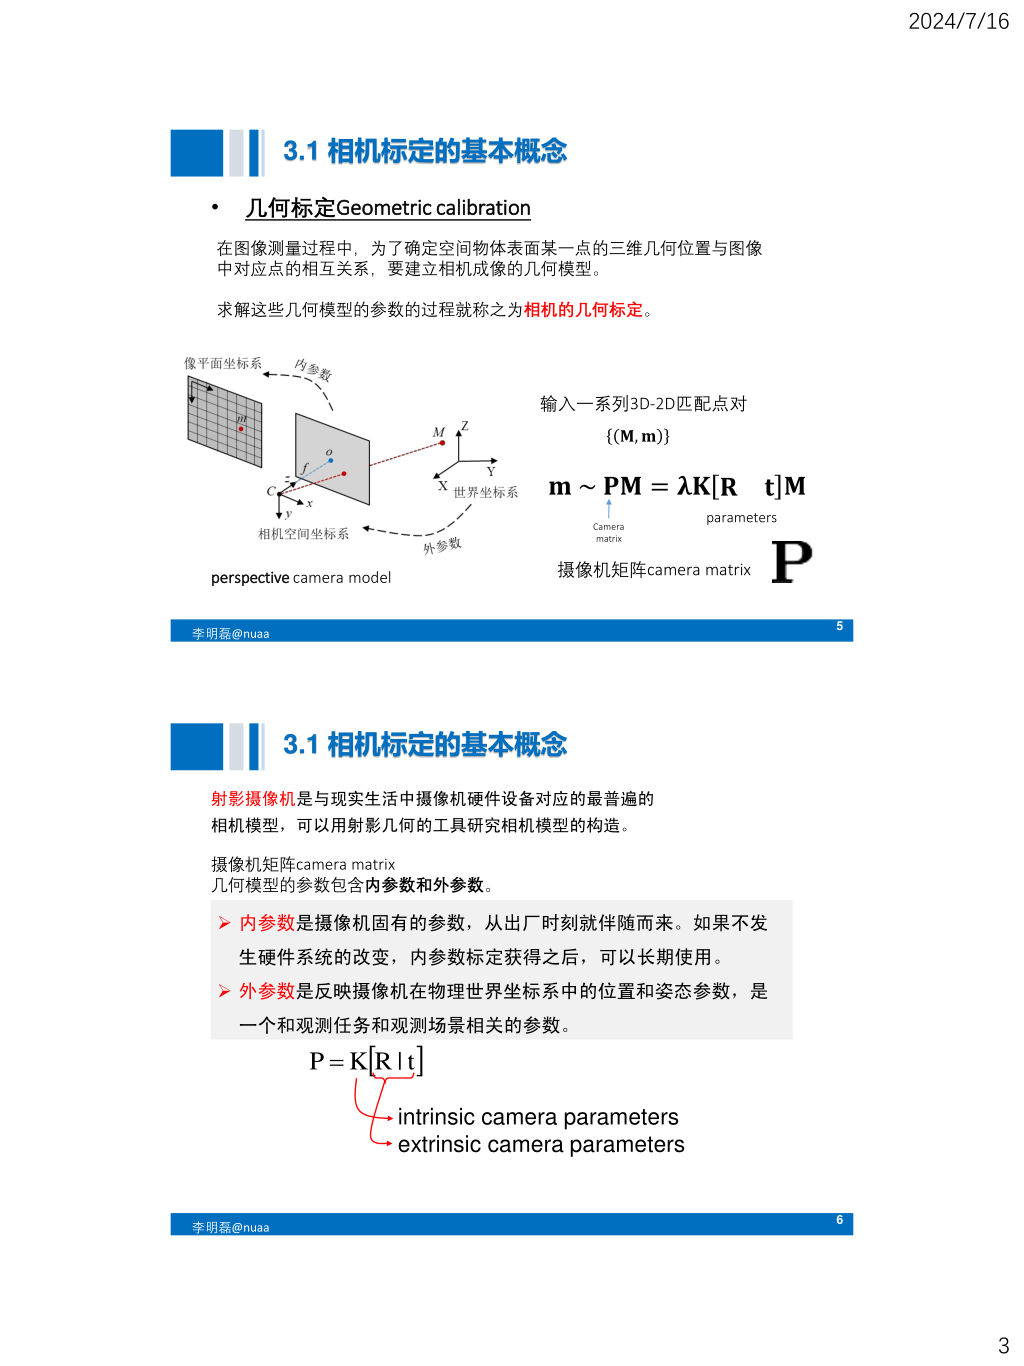 2024/7/16
3.1 相机标定的基本概念
• 几何标定Geometric calibration
在图像测量过程中，为了确定空间物体表面某一点的三维几何位置与图像
中对应点的相互关系，要建立相机成像的几何模型。
求解这些几何模型的参数的过程就称之为相机的几何标定。
像平面坐标系
内参数
m
o
f
z
C
x
y
相机空间坐标系
M
Z
Y
X
世界坐标系
外参数
perspective camera model
输入一系列3D-2D匹配点对
{(M, m)}
m ~ PM = λK[R t]M
Camera
matrix
parameters
摄像机矩阵camera matrix P
李明磊@nuaa
5
3.1 相机标定的基本概念
射影摄像机是与现实生活中摄像机硬件设备对应的最普遍的
相机模型，可以用射影几何的工具研究相机模型的构造。
摄像机矩阵camera matrix
几何模型的参数包含内参数和外参数。
➢ 内参数是摄像机固有的参数，从出厂时刻就伴随而来。如果不发
生硬件系统的改变，内参数标定获得之后，可以长期使用。
➢ 外参数是反映摄像机在物理世界坐标系中的位置和姿态参数，是
一个和观测任务和观测场景相关的参数。
P = K[R | t]
intrinsic camera parameters
extrinsic camera parameters
李明磊@nuaa
6
3